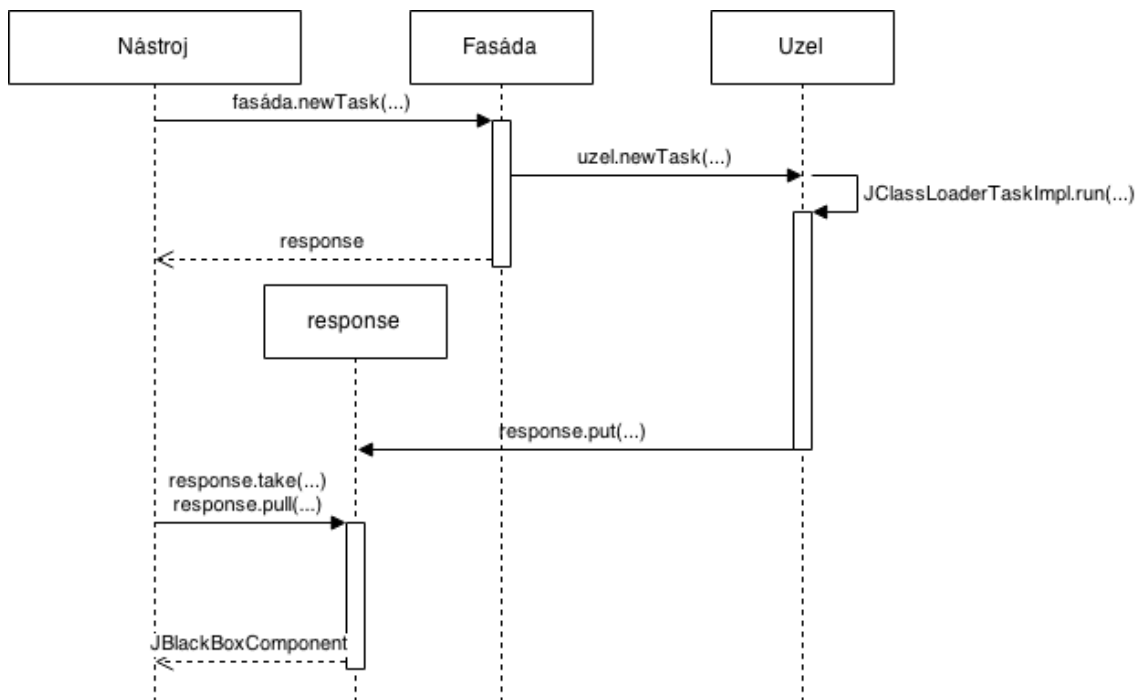 Nástroj
Fasáda
Uzel
fasáda.newTask(...)
uzel.newTask(...)
JClassLoaderTaskImpl.run(...)
response
response
response.put(...)
response.take(...)
response.pull(...)
JBlackBoxComponent